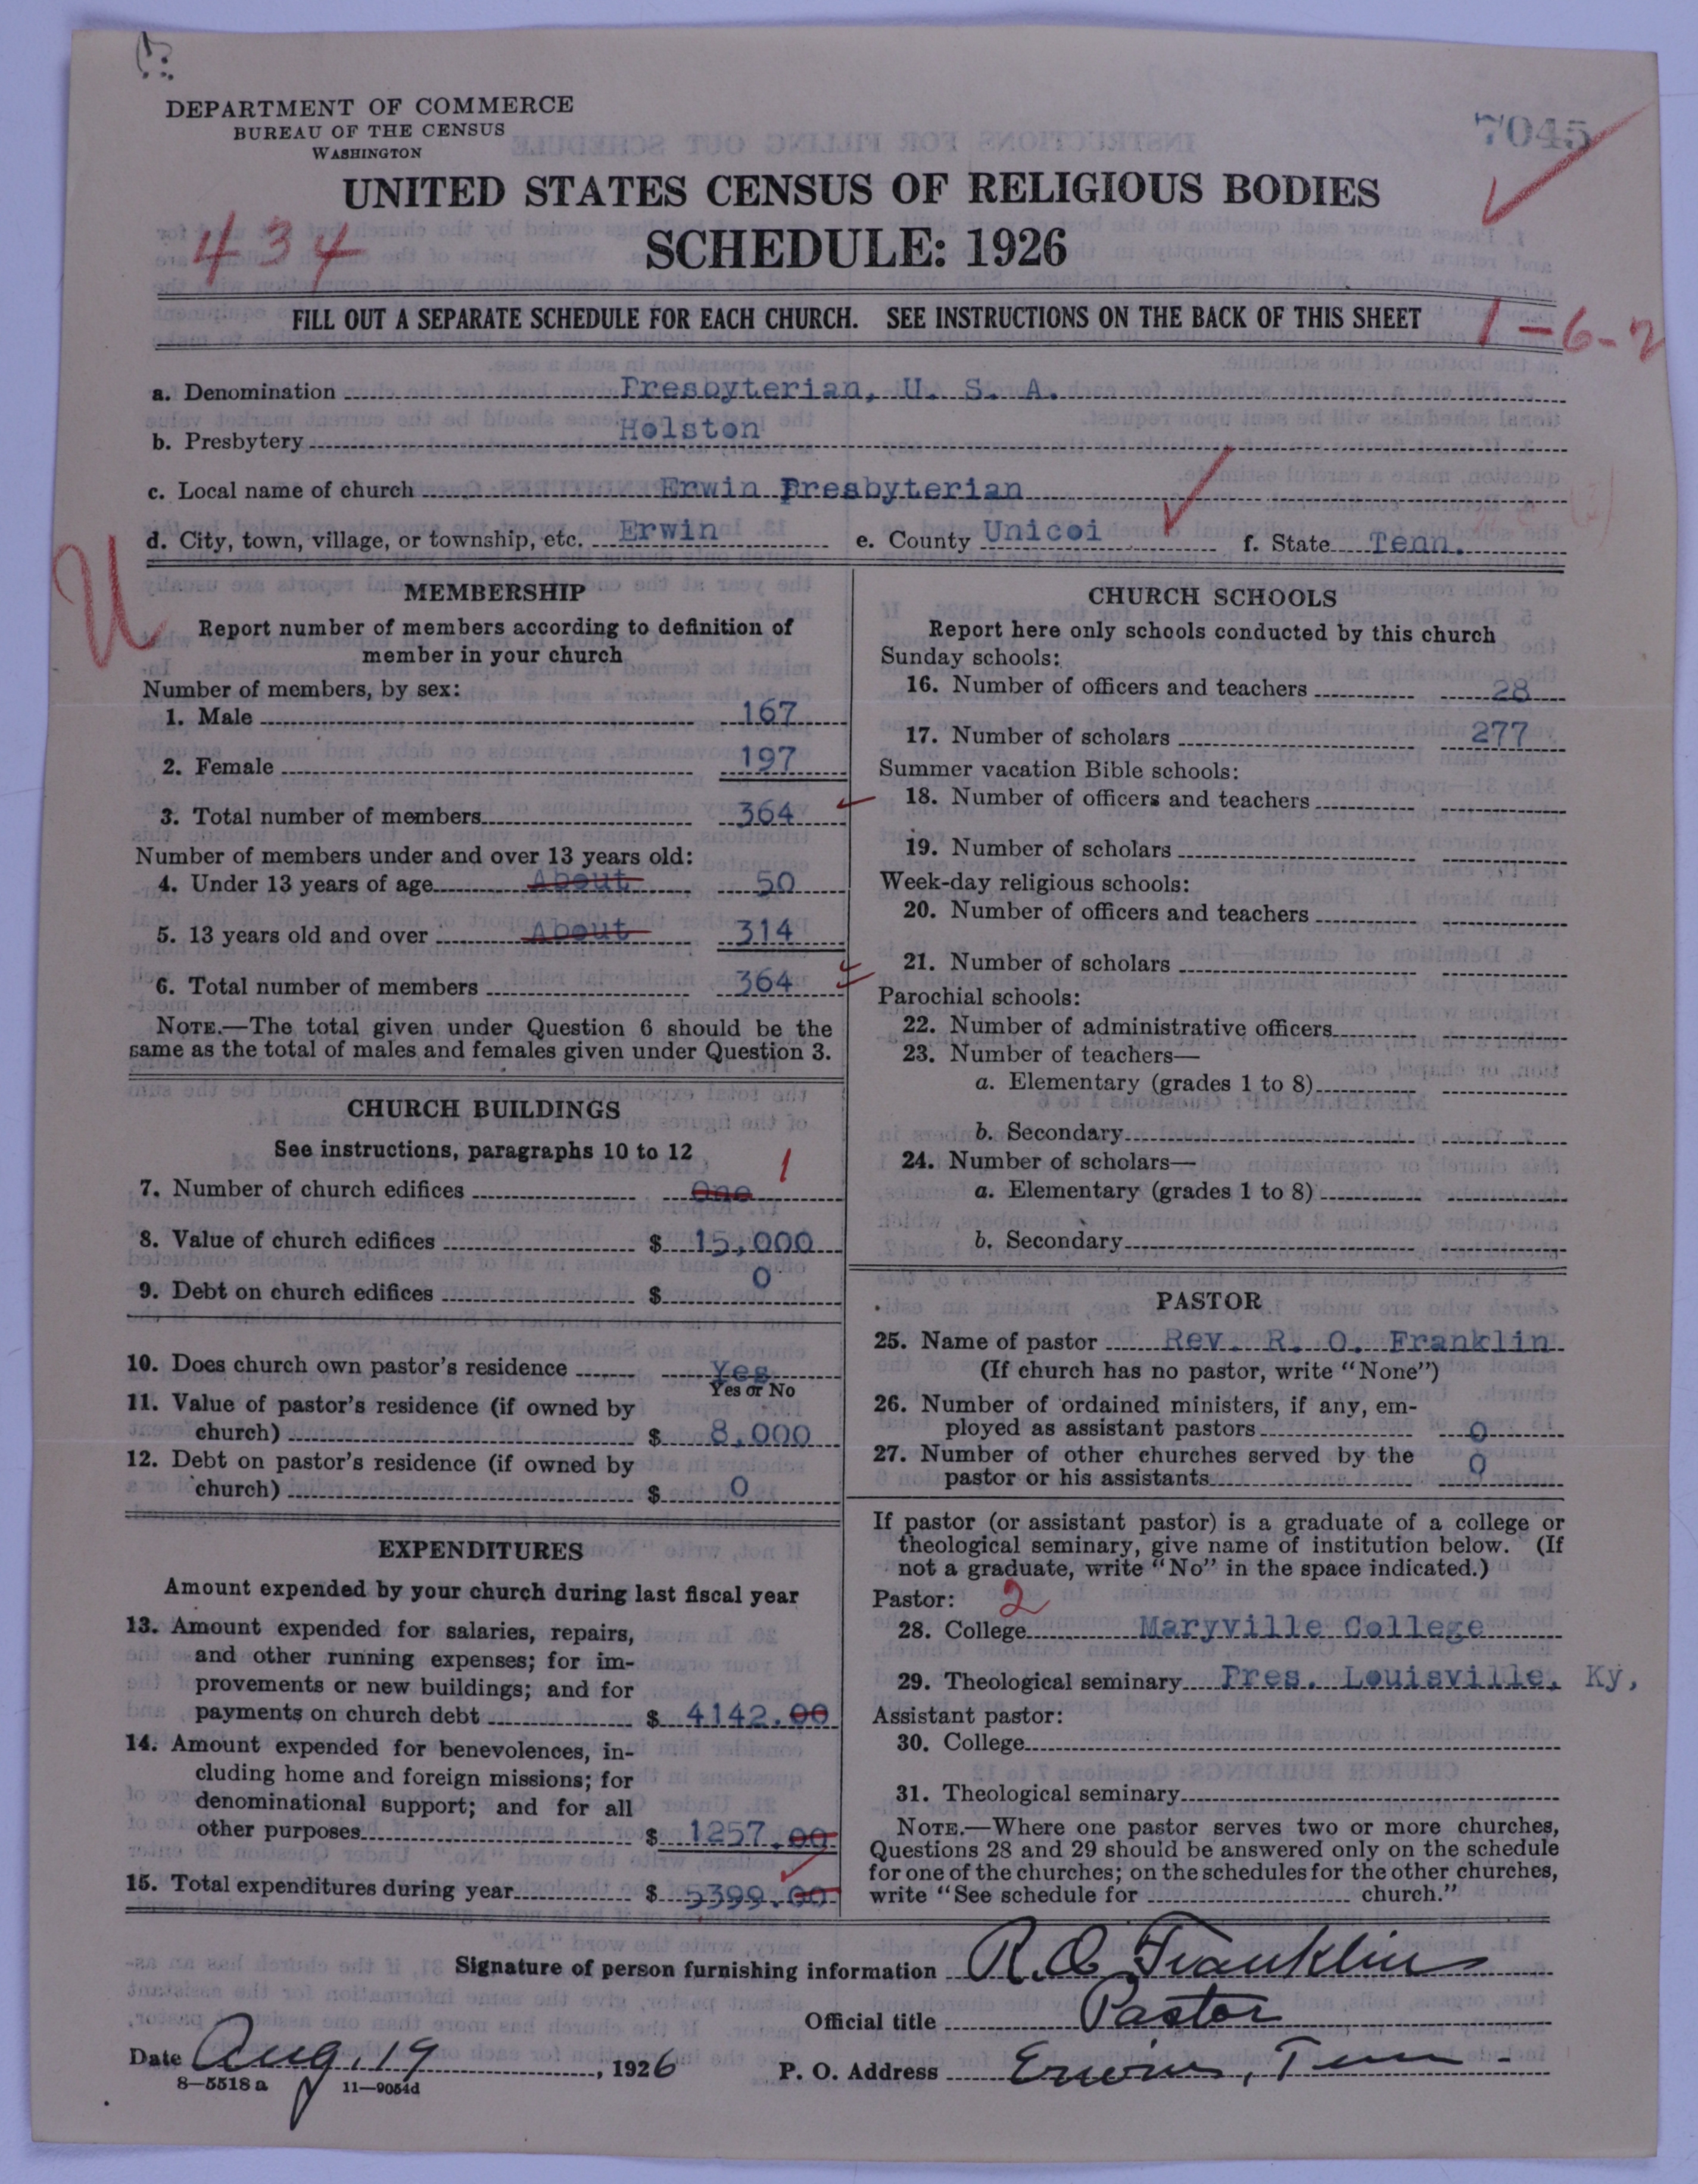 DEPARTMENT OF COMMERCE
BUREAU OF THE CENSUS
WASHINGTON
7045
UNITED STATES CENSUS OF RELIGIOUS BODIES
434
SCHEDULE: 1926
FILL OUT A SEPARATE SCHEDULE FOR EACH CHURCH. SEE INSTRUCTIONS ON THE BACK OF THIS SHEET
1-6-2
a. Denomination Presbyterian, U. S. A.
b. Presbytery Holston
c. Local name of church Erwin Presbyterian
d. City, town, village, or township, etc. Erwin e. County Unicoi f. State Tenn.
U
MEMBERSHIP
Report number of members according to definition of
member in your church
Number of members, by sex:
1. Male 167
2. Female 197
3. Total number of members 364
Number of members under and over 13 years old:
4. Under 13 years of age About 50
5. 13 years old and over About 314
6. Total number of members 364
NOTE.—The total given under Question 6 should be the
same as the total of males and females given under Question 3.
CHURCH BUILDINGS
See instructions, paragraphs 10 to 12
7. Number of church edifices One 1
8. Value of church edifices $ 15,000
9. Debt on church edifices $ 0
10. Does church own pastor's residence Yes
Yes or No
11. Value of pastor's residence (if owned by
church) $ 8,000
12. Debt on pastor's residence (if owned by
church) $ 0
EXPENDITURES
Amount expended by your church during last fiscal year
13. Amount expended for salaries, repairs,
and other running expenses; for im-
provements or new buildings; and for
payments on church debt $ 4142.00
14. Amount expended for benevolences, in-
cluding home and foreign missions; for
denominational support; and for all
other purposes $ 1257.00
15. Total expenditures during year $ 5399.00
CHURCH SCHOOLS
Report here only schools conducted by this church
Sunday schools:
16. Number of officers and teachers 28
17. Number of scholars 277
Summer vacation Bible schools:
18. Number of officers and teachers
19. Number of scholars
Week-day religious schools:
20. Number of officers and teachers
21. Number of scholars
Parochial schools:
22. Number of administrative officers
23. Number of teachers—
a. Elementary (grades 1 to 8)
b. Secondary
24. Number of scholars—
a. Elementary (grades 1 to 8)
b. Secondary
PASTOR
25. Name of pastor Rev. R. O. Franklin
(If church has no pastor, write "None")
26. Number of ordained ministers, if any, em-
ployed as assistant pastors 0
27. Number of other churches served by the
pastor or his assistants 0
If pastor (or assistant pastor) is a graduate of a college or
theological seminary, give name of institution below. (If
not a graduate, write "No" in the space indicated.)
Pastor: 2
28. College Maryville College
29. Theological seminary Pres. Louisville, Ky,
Assistant pastor:
30. College
31. Theological seminary
NOTE.—Where one pastor serves two or more churches,
Questions 28 and 29 should be answered only on the schedule
for one of the churches; on the schedules for the other churches,
write "See schedule for church."
Signature of person furnishing information R. O. Franklin
Official title Pastor
Date Aug. 19, 1926 P. O. Address Erwin, Tenn.
8-5518 a 11-9054d